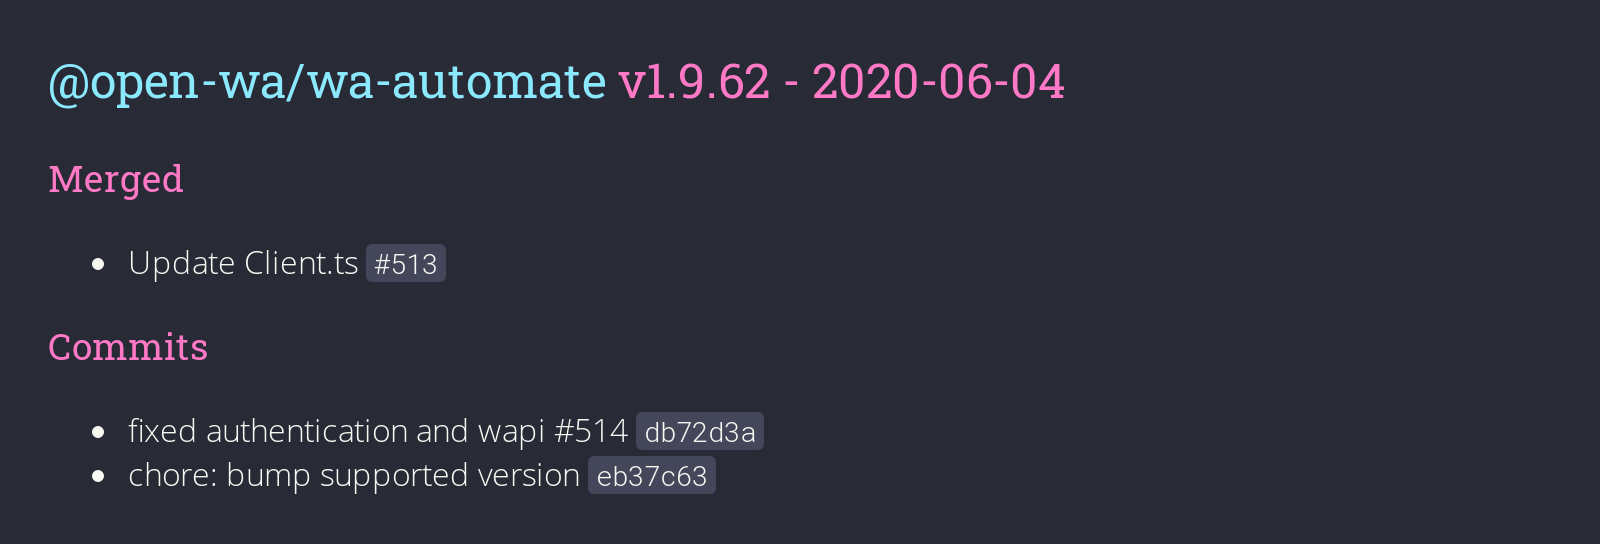 @open-wa/wa-automate v1.9.62 - 2020-06-04
Merged
Update Client.ts #513
Commits
fixed authentication and wapi #514 db72d3a
chore: bump supported version eb37c63